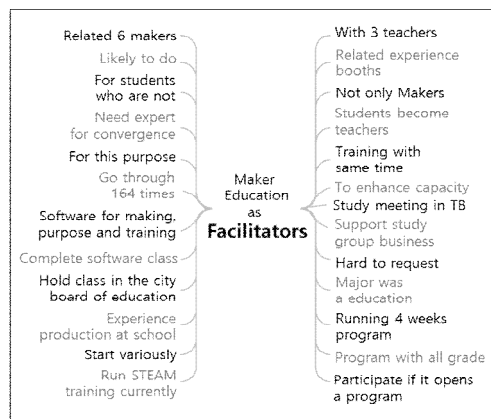 Related 6 makers
Likely to do
For students
who are not
Need expert
for convergence
For this purpose
Go through
164 times
Software for making,
purpose and training
Complete software class
Hold class in the city
board of education
Experience
production at school
Start variously
Run STEAM
training currently
Maker
Education
as
Facilitators
With 3 teachers
Related experience
booths
Not only Makers
Students become
teachers
Training with
same time
To enhance capacity
Study meeting in TB
Support study
group business
Hard to request
Major was
a education
Running 4 weeks
program
Program with all grade
Participate if it opens
a program